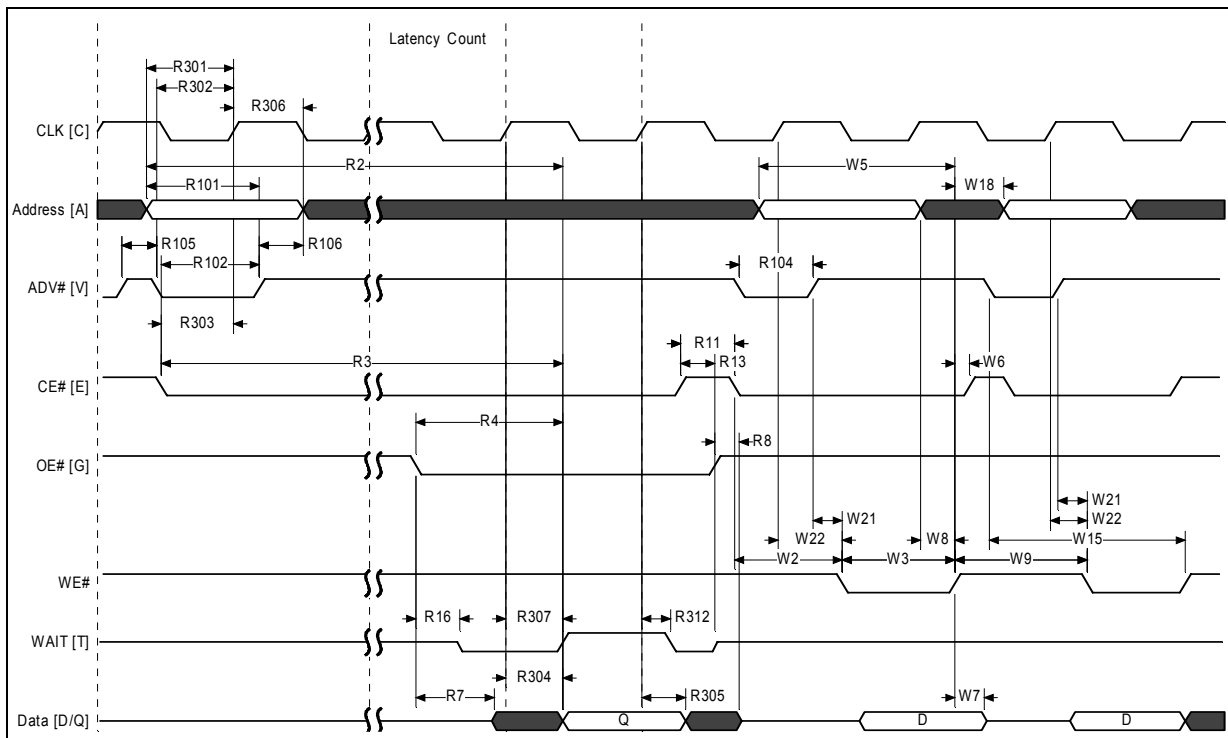 Latency Count
R301
R302
R306
CLK [C]
R2
W5
R101
W18
Address [A]
R105
R106
R102
R104
ADV# [V]
R303
R11
R3
R13
W6
CE# [E]
R4
R8
OE# [G]
W21
W21
W22
W22
W8
W15
W2
W3
W9
WE#
R16
R307
R312
WAIT [T]
R304
R7
R305
W7
Data [D/Q]
Q
D
D